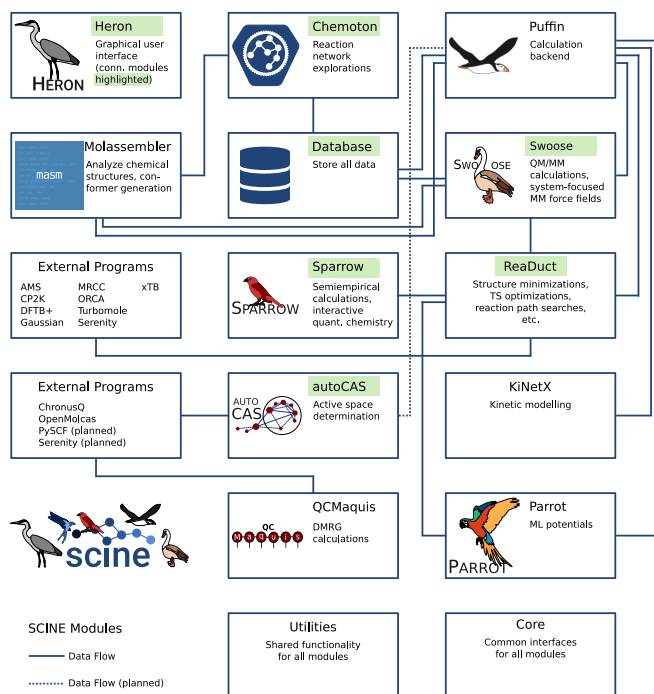 Heron
Graphical user
interface
(conn. modules
highlighted)
HERON
Chemoton
Reaction
network
explorations
Puffin
Calculation
backend
Molassembler
masm
Analyze chemical
structures, con-
former generation
Database
Store all data
Swoose
SWOOSE
QM/MM
calculations,
system-focused
MM force fields
External Programs
AMS MRCC xTB
CP2K ORCA
DFTB+ Turbomole
Gaussian Serenity
Sparrow
SPARROW
Semiempirical
calculations,
interactive
quant. chemistry
ReaDuct
Structure minimizations,
TS optimizations,
reaction path searches,
etc.
External Programs
ChronusQ
OpenMolcas
PySCF (planned)
Serenity (planned)
autoCAS
AUTO
CAS
Active space
determination
KiNetX
Kinetic modelling
scine
QCMaquis
QC
Maquis
DMRG
calculations
Parrot
PARROT
ML potentials
SCINE Modules
Data Flow
Data Flow (planned)
Utilities
Shared functionality
for all modules
Core
Common interfaces
for all modules